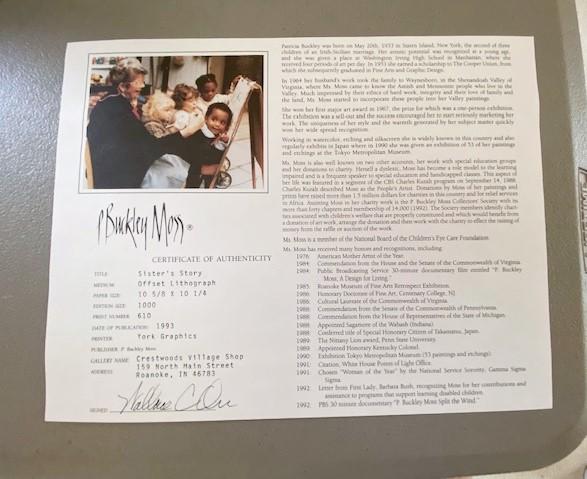 P Buckley Moss ®
CERTIFICATE OF AUTHENTICITY
TITLE: Sister's Story
MEDIUM: Offset Lithograph
PAPER SIZE: 10 5/8 X 10 1/4
EDITION SIZE: 1000
PRINT NUMBER: 610
DATE OF PUBLICATION: 1993
PRINTER: York Graphics
PUBLISHER: P. Buckley Moss
GALLERY NAME: Crestwoods Village Shop
ADDRESS: 159 North Main Street
Roanoke, IN 46783
SIGNED
Patricia Buckley was born on May 20th, 1933 in Staten Island, New York, the second of three
children of an Irish-Sicilian marriage. Her artistic potential was recognized at a young age,
and she was given a place at Washington Irving High School in Manhattan, where she
received four periods of art per day. In 1951 she earned a scholarship to The Cooper Union, from
which she subsequently graduated in Fine Arts and Graphic Design.
In 1964 her husband's work took the family to Waynesboro, in the Shenandoah Valley of
Virginia, where Ms. Moss came to know the Amish and Mennonite people who live in the
Valley. Much impressed by their ethics of hard work, integrity and their love of family and
the land, Ms. Moss started to incorporate these people into her Valley paintings.
She won her first major art award in 1967, the prize for which was a one-person exhibition.
The exhibition was a sell-out and the success encouraged her to start seriously marketing her
work. The uniqueness of her style and the warmth generated by her subject matter quickly
won her wide spread recognition.
Working in watercolor, etching and silkscreen she is widely known in this country and also
regularly exhibits in Japan where in 1990 she was given an exhibition of 53 of her paintings
and etchings at the Tokyo Metropolitan Museum.
Ms. Moss is also well known on two other accounts, her work with special education groups
and her donations to charity. Herself a dyslexic, Moss has become a role model to the learning
impaired and is a frequent speaker to special education and handicapped classes. This aspect of
her life was featured in a segment of the CBS Charles Kuralt program on September 14, 1988.
Charles Kuralt described Moss as the People's Artist. Donations by Moss of her paintings and
prints have raised more than 1.5 million dollars for charities in this country and for relief services
in Africa. Assisting Moss in her charity work is the P. Buckley Moss Collectors' Society with its
more than forty chapters and membership of 14,000 (1992). The Society members identify char-
ities associated with children's welfare that are properly constituted and which would benefit from
a donation of art work, arrange the donation and then work with the charity to effect the raising of
money from the raffle or auction of the work.
Ms. Moss is a member of the National Board of the Children's Eye Care Foundation.
Ms. Moss has received many honors and recognition, including:
1976: American Mother Artist of the Year.
1984: Commendation from the House and the Senate of the Commonwealth of Virginia.
1984: Public Broadcasting Service 30-minute documentary film entitled "P. Buckley
Moss, A Design for Living."
1985: Roanoke Museum of Fine Arts Retrospect Exhibition.
1986: Honorary Doctorate of Fine Art, Centenary College, NJ.
1986: Cultural Laureate of the Commonwealth of Virginia.
1988: Commendation from the Senate of the Commonwealth of Pennsylvania.
1988: Commendation from the House of Representatives of the State of Michigan.
1988: Appointed Sagamore of the Wabash (Indiana).
1988: Conferred title of Special Honorary Citizen of Takamatsu, Japan.
1989: The Nittany Lion award, Penn State University.
1989: Appointed Honorary Kentucky Colonel.
1990: Exhibition Tokyo Metropolitan Museum (53 paintings and etchings).
1991: Citation, White House Points of Light Office.
1991: Chosen "Woman of the Year" by the National Service Sorority, Gamma Sigma
Sigma.
1992: Letter from First Lady, Barbara Bush, recognizing Moss for her contributions and
assistance to programs that support learning disabled children.
1992: PBS 30 minute documentary "P. Buckley Moss Split the Wind."